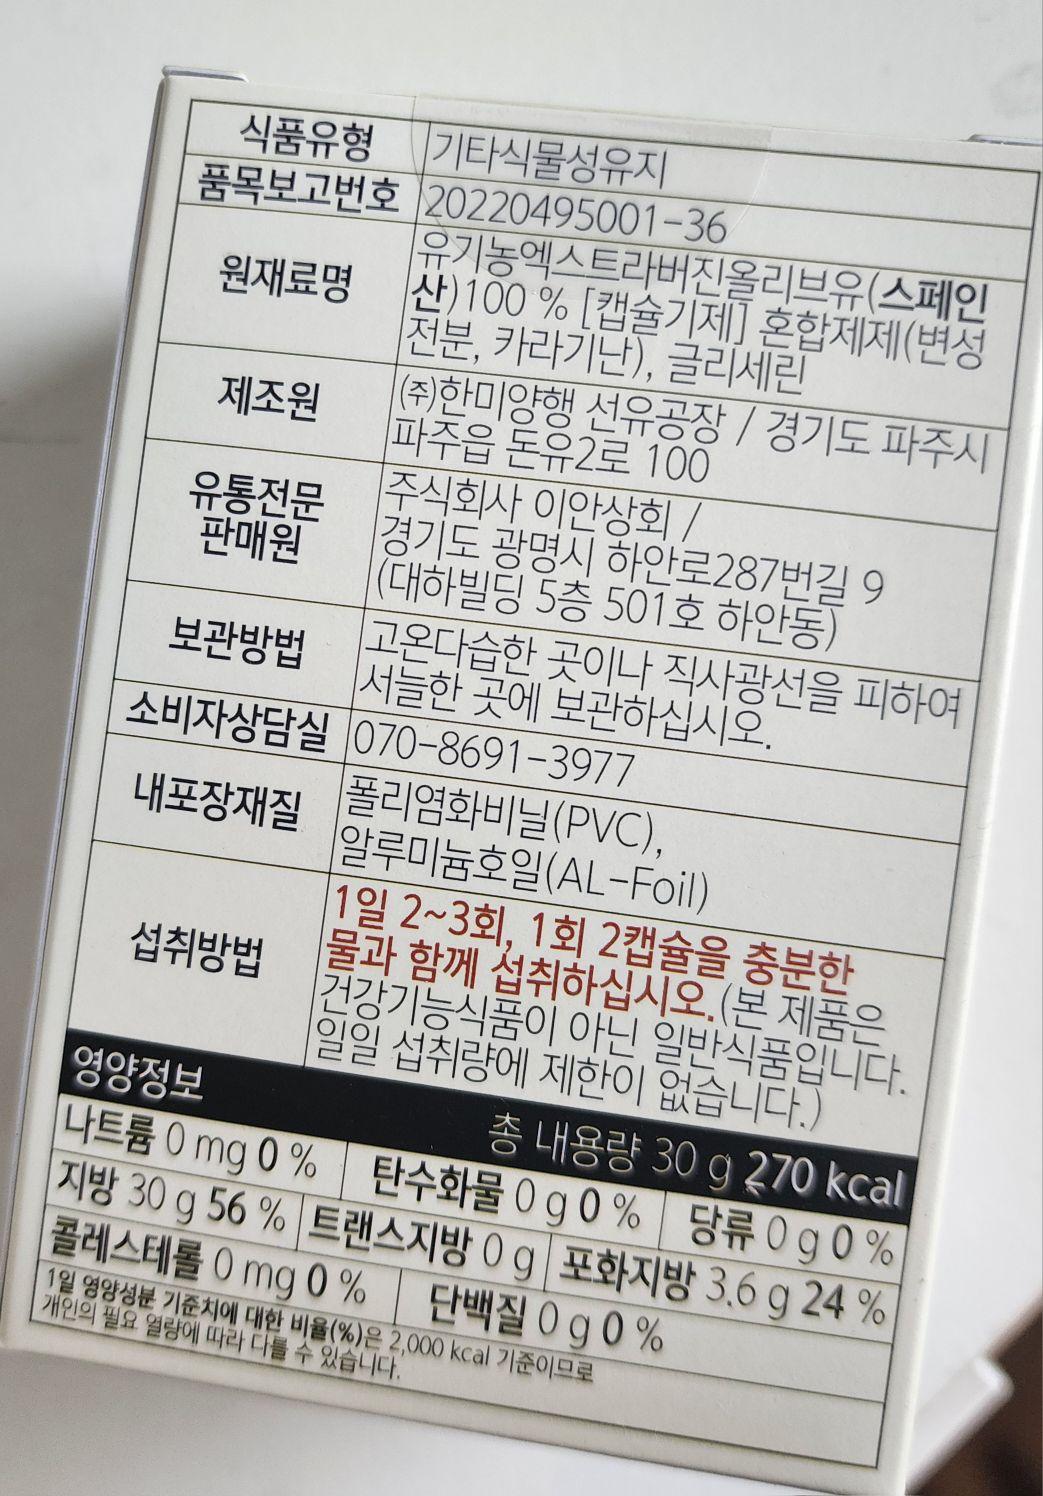 식품유형 기타식물성유지
품목보고번호 20220495001-36
원재료명 유기농엑스트라버진올리브유(스페인
산)100 % [캡슐기제] 혼합제제(변성
전분, 카라기난), 글리세린
제조원 (주)한미양행 선유공장 / 경기도 파주시
파주읍 돈유2로 100
유통전문
판매원
주식회사 이안상회 /
경기도 광명시 하안로287번길 9
(대하빌딩 5층 501호 하안동)
보관방법 고온다습한 곳이나 직사광선을 피하여
서늘한 곳에 보관하십시오.
소비자상담실 070-8691-3977
내포장재질 폴리염화비닐(PVC),
알루미늄호일(AL-Foil)
섭취방법 1일 2~3회, 1회 2캡슐을 충분한
물과 함께 섭취하십시오.(본 제품은
건강기능식품이 아닌 일반식품입니다.
일일 섭취량에 제한이 없습니다.)
영양정보 총 내용량 30 g 270 kcal
나트륨 0 mg 0 % 탄수화물 0 g 0 % 당류 0 g 0 %
지방 30 g 56 % 트랜스지방 0 g 포화지방 3.6 g 24 %
콜레스테롤 0 mg 0 % 단백질 0 g 0 %
1일 영양성분 기준치에 대한 비율(%)은 2,000 kcal 기준이므로
개인의 필요 열량에 따라 다를 수 있습니다.